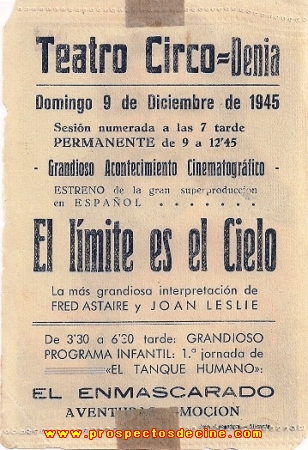 Teatro Circo=Denia
Domingo 9 de Diciembre de 1945
Sesión numerada a las 7 tarde
PERMANENTE de 9 a 12'45
- Grandioso Acontecimiento Cinematográfico -
ESTRENO de la gran superproduccion
en ESPAÑOL . . . . . . .
El límite es el Cielo
La más grandiosa interpretación de
FRED ASTAIRE y JOAN LESLIE
De 3'30 a 6'30 tarde: GRANDIOSO
PROGRAMA INFANTIL: 1.ª jornada de
«EL TANQUE HUMANO»:
EL ENMASCARADO
AVENTURAS -MOCION
www.prospectosdecine.com